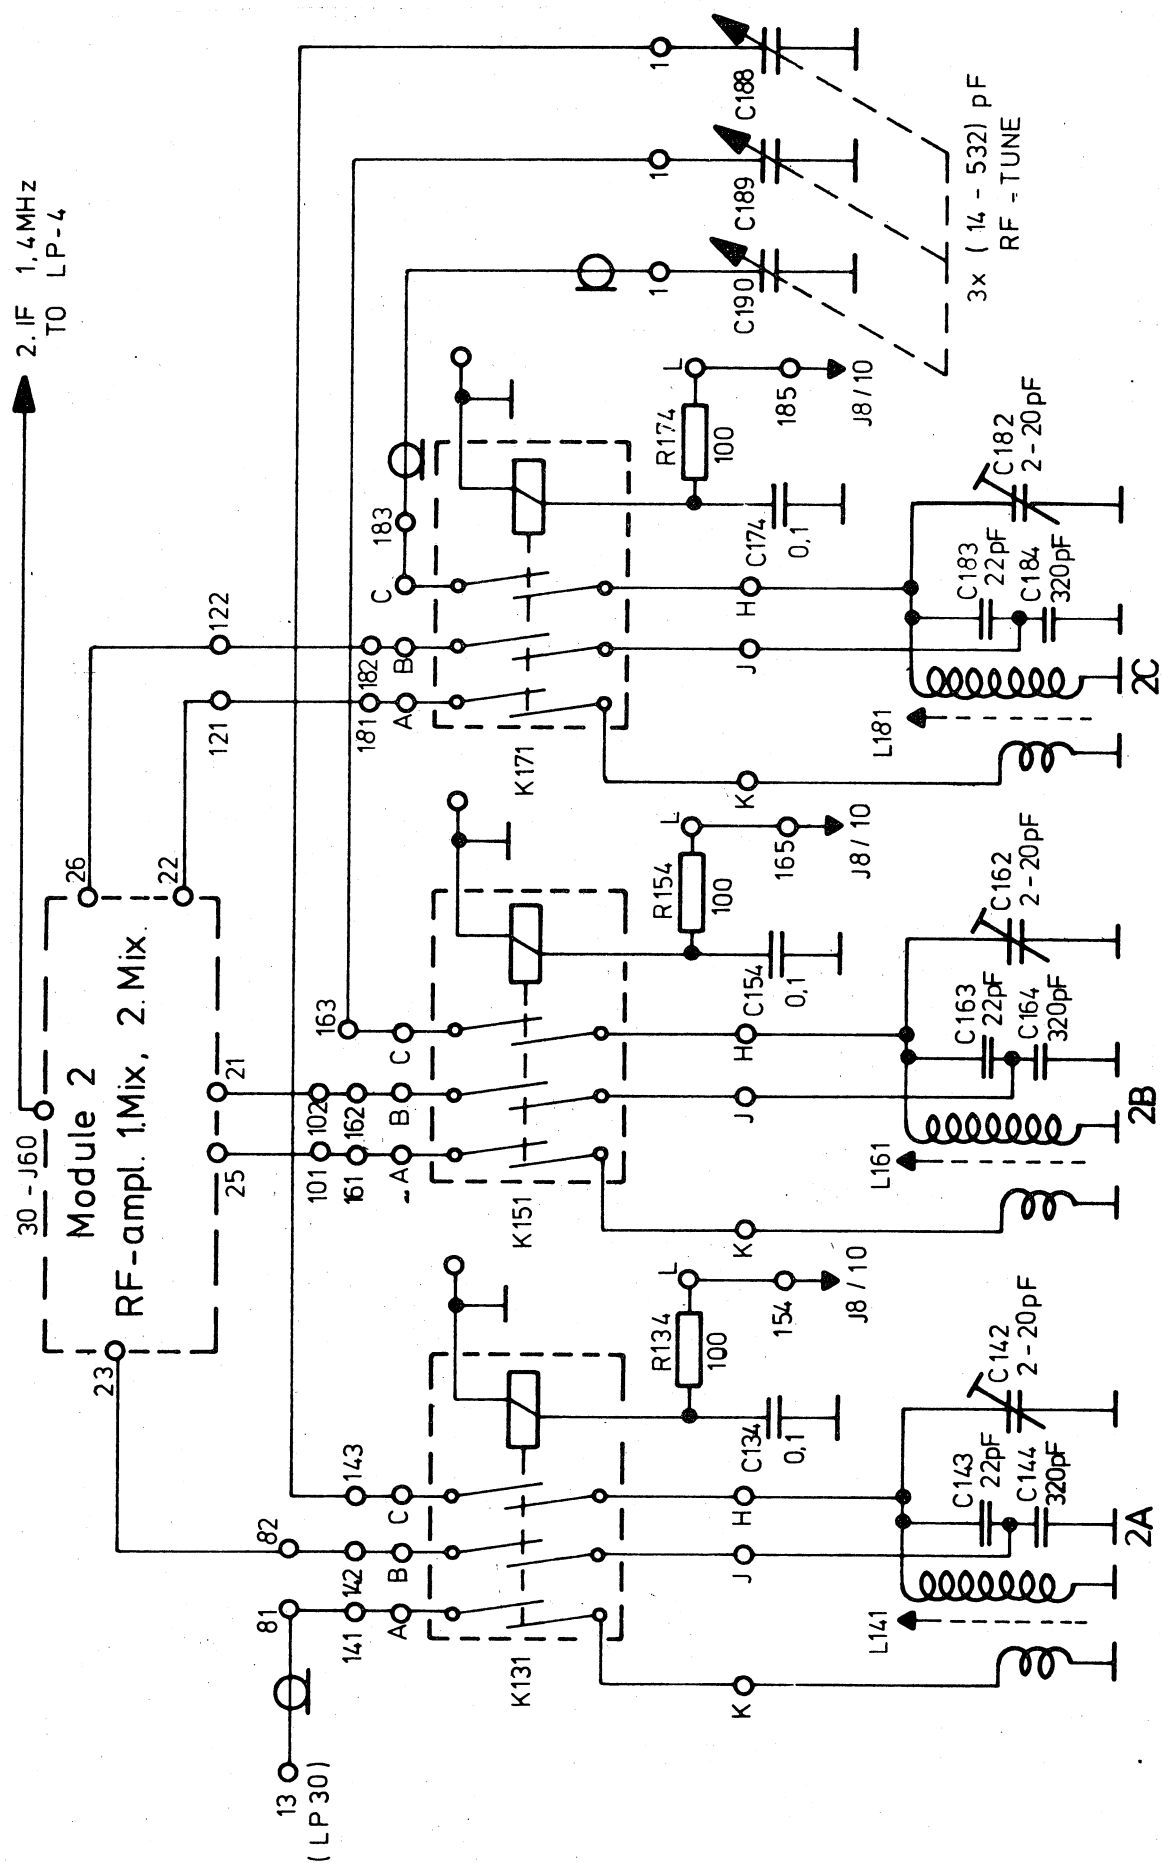 2.IF 1,4MHz
TO LP-4
30-J60
Module 2
RF-ampl. 1.Mix, 2.Mix.
23
25
21
22
26
13
(LP30)
81
82
101
102
121
122
141
142
143
161
162
163
181
182
183
A
B
C
A
B
C
A
B
C
K131
K151
K171
R134
100
L
154
J8/10
C134
0,1
R154
100
L
165
J8/10
C154
0,1
R174
100
L
185
J8/10
C174
0,1
K
J
H
K
J
H
K
J
H
1
1
1
C190
C189
C188
3x (14-532) pF
RF-TUNE
L141
C143
22pF
C144
320pF
C142
2-20pF
2A
L161
C163
22pF
C164
320pF
C162
2-20pF
2B
L181
C183
22pF
C184
320pF
C182
2-20pF
2C